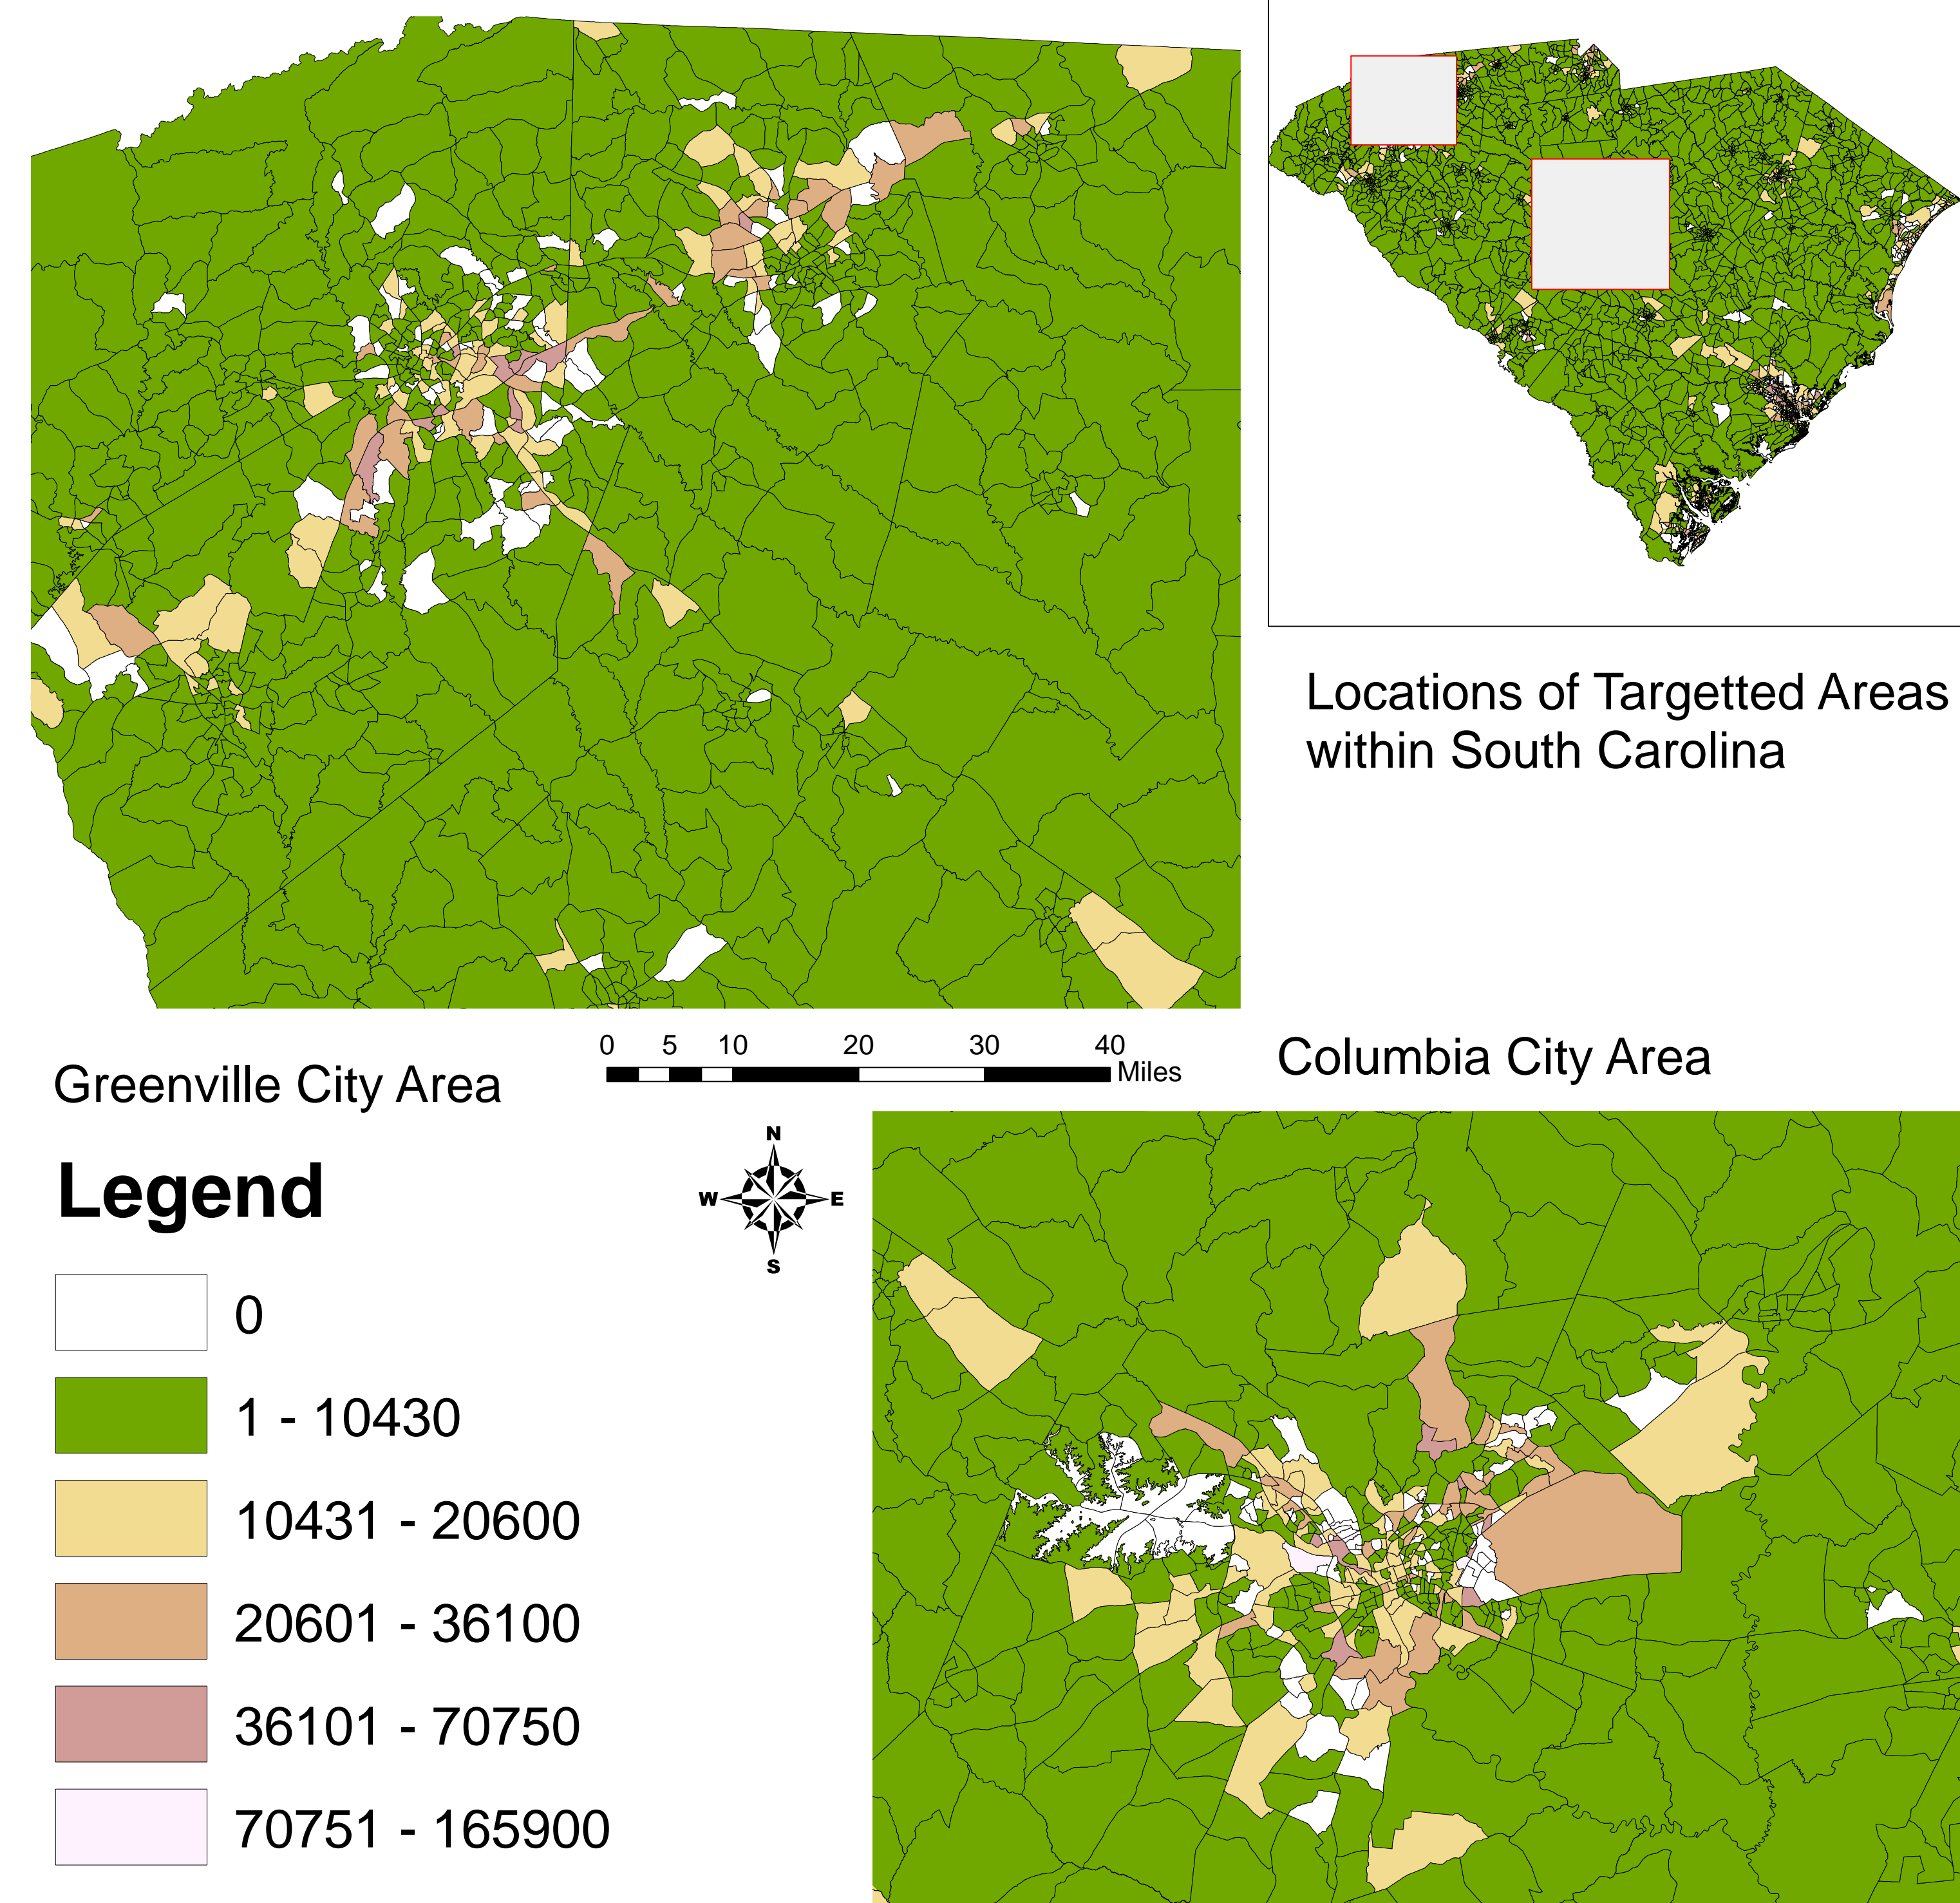 Locations of Targetted Areas
within South Carolina
0 5 10 20 30 40
Miles
Greenville City Area
Columbia City Area
Legend
N
W E
S
0
1 - 10430
10431 - 20600
20601 - 36100
36101 - 70750
70751 - 165900